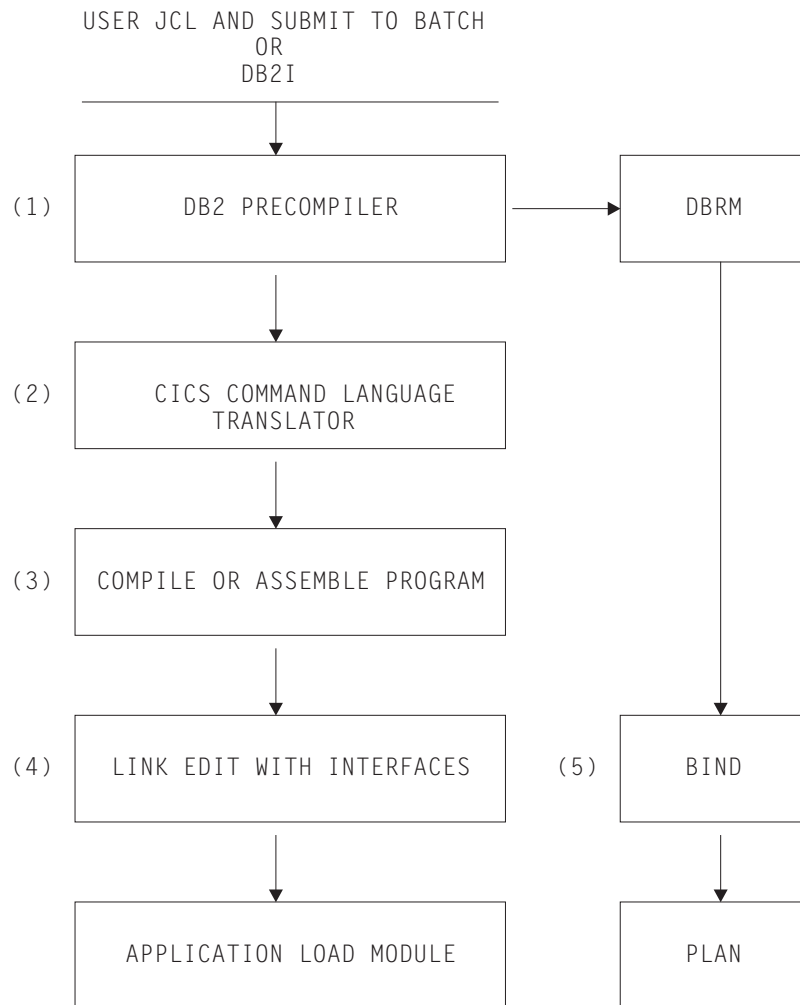 USER JCL AND SUBMIT TO BATCH
OR
DB2I
(1)
DB2 PRECOMPILER
DBRM
(2)
CICS COMMAND LANGUAGE
TRANSLATOR
(3)
COMPILE OR ASSEMBLE PROGRAM
(4)
LINK EDIT WITH INTERFACES
(5)
BIND
APPLICATION LOAD MODULE
PLAN